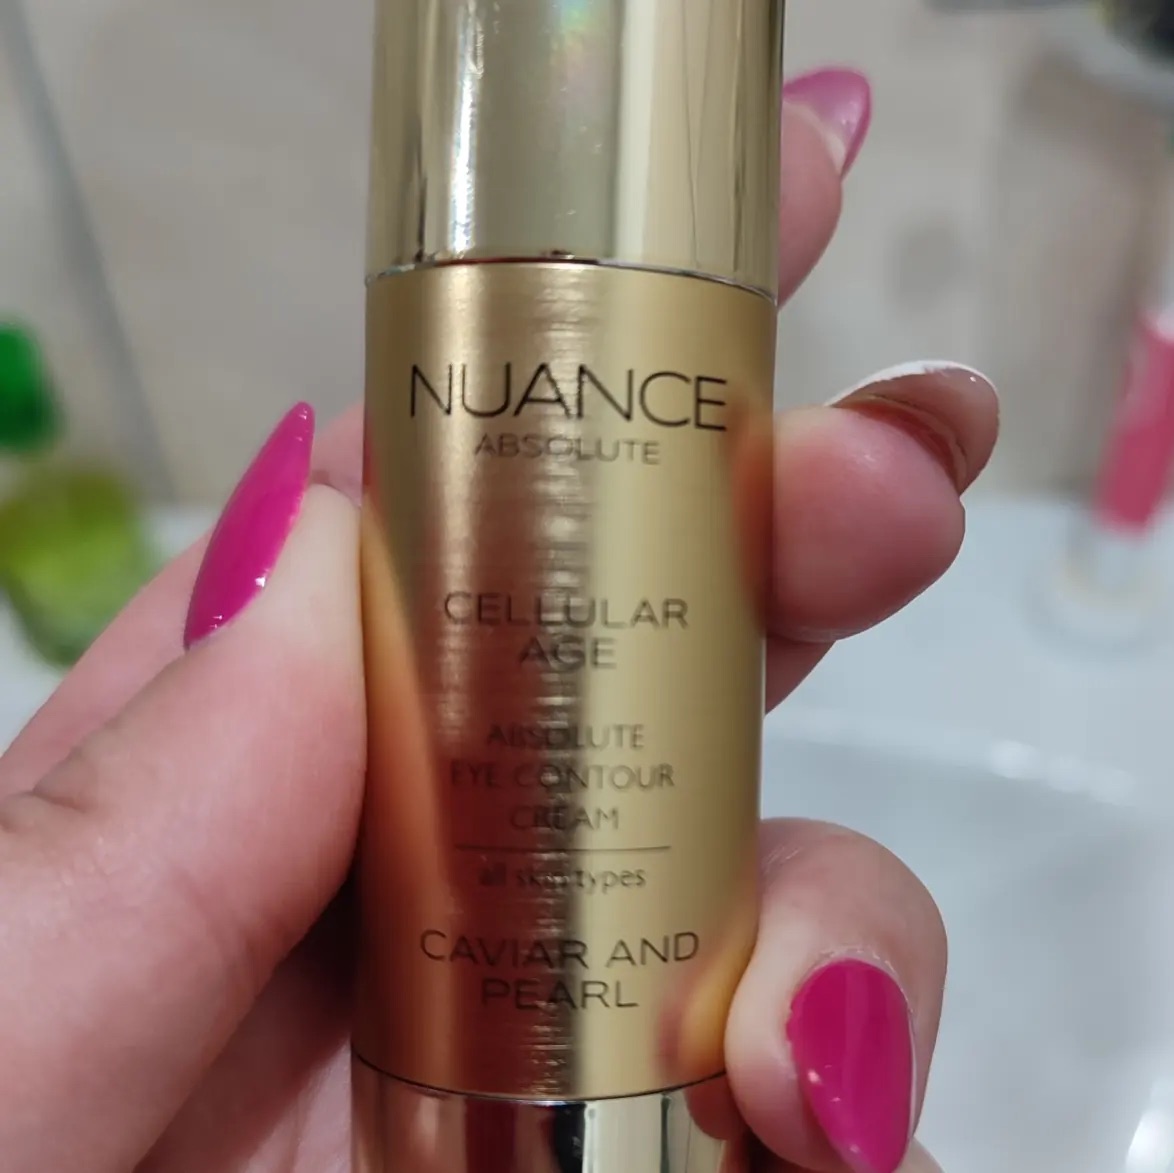 NUANCE
ABSOLUTE
CELLULAR
AGE
ABSOLUTE
EYE CONTOUR
CREAM
all skin types
CAVIAR AND
PEARL